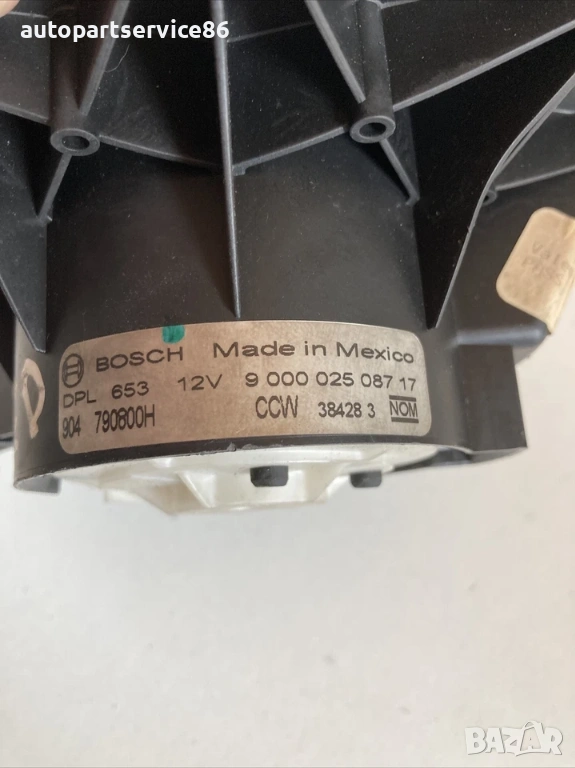 autopartservice86
BOSCH Made in Mexico
DPL 653 12V 9 000 025 087 17
904 790800H CCW 38428 3 NOM
BAZAR